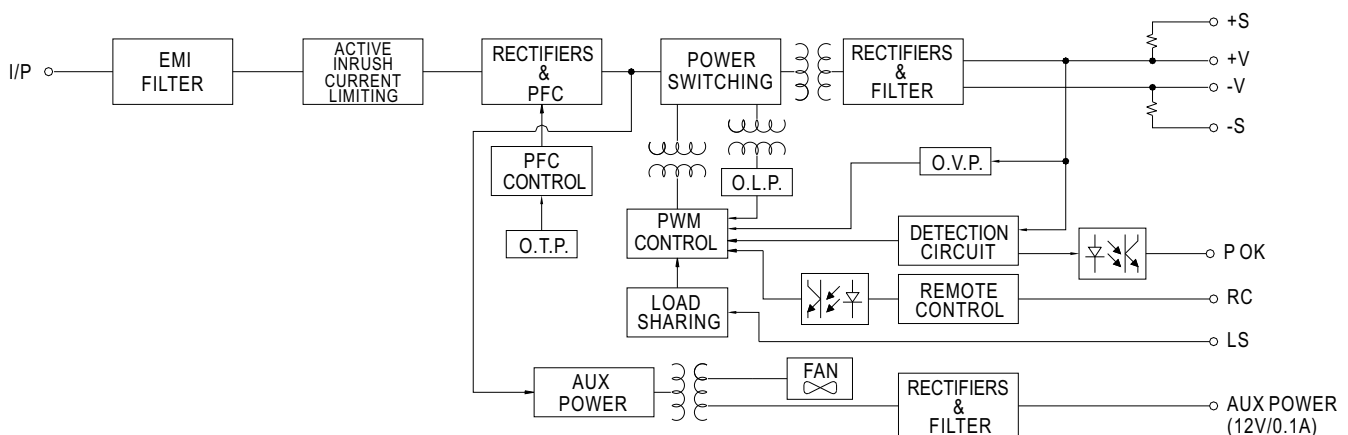 I/P
EMI
FILTER
ACTIVE
INRUSH
CURRENT
LIMITING
RECTIFIERS
&
PFC
POWER
SWITCHING
RECTIFIERS
&
FILTER
+S
+V
-V
-S
PFC
CONTROL
O.T.P.
O.L.P.
O.V.P.
PWM
CONTROL
DETECTION
CIRCUIT
P OK
LOAD
SHARING
REMOTE
CONTROL
RC
LS
AUX
POWER
FAN
RECTIFIERS
&
FILTER
AUX POWER
(12V/0.1A)